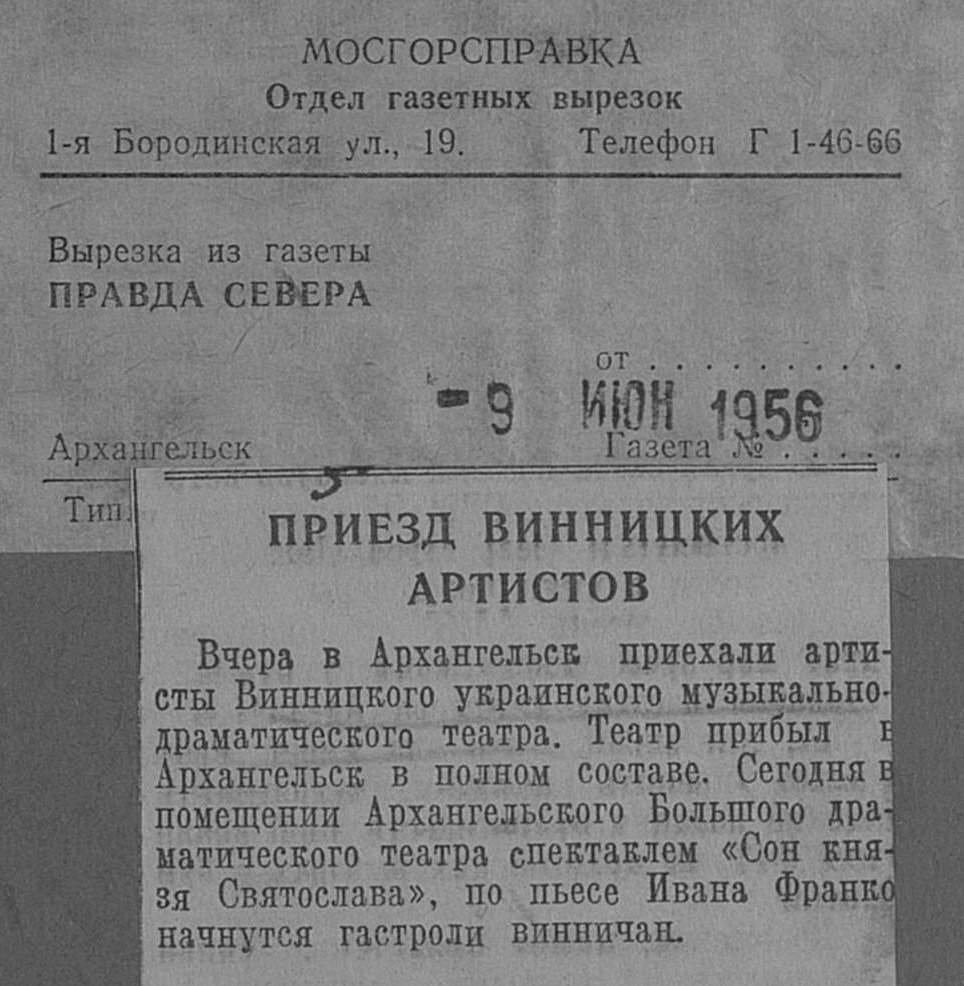 МОСГОРСПРАВКА
Отдел газетных вырезок
1-я Бородинская ул., 19. Телефон Г 1-46-66
Вырезка из газеты
ПРАВДА СЕВЕРА
от . . . . . . . . . . .
- 9 ИЮН 1956
Архангельск Газета № . . . . .
Тип.
ПРИЕЗД ВИННИЦКИХ
АРТИСТОВ
Вчера в Архангельск приехали арти-
сты Винницкого украинского музыкально-
драматического театра. Театр прибыл в
Архангельск в полном составе. Сегодня в
помещении Архангельского Большого дра-
матического театра спектаклем «Сон кня-
зя Святослава», по пьесе Ивана Франко
начнутся гастроли винничан.